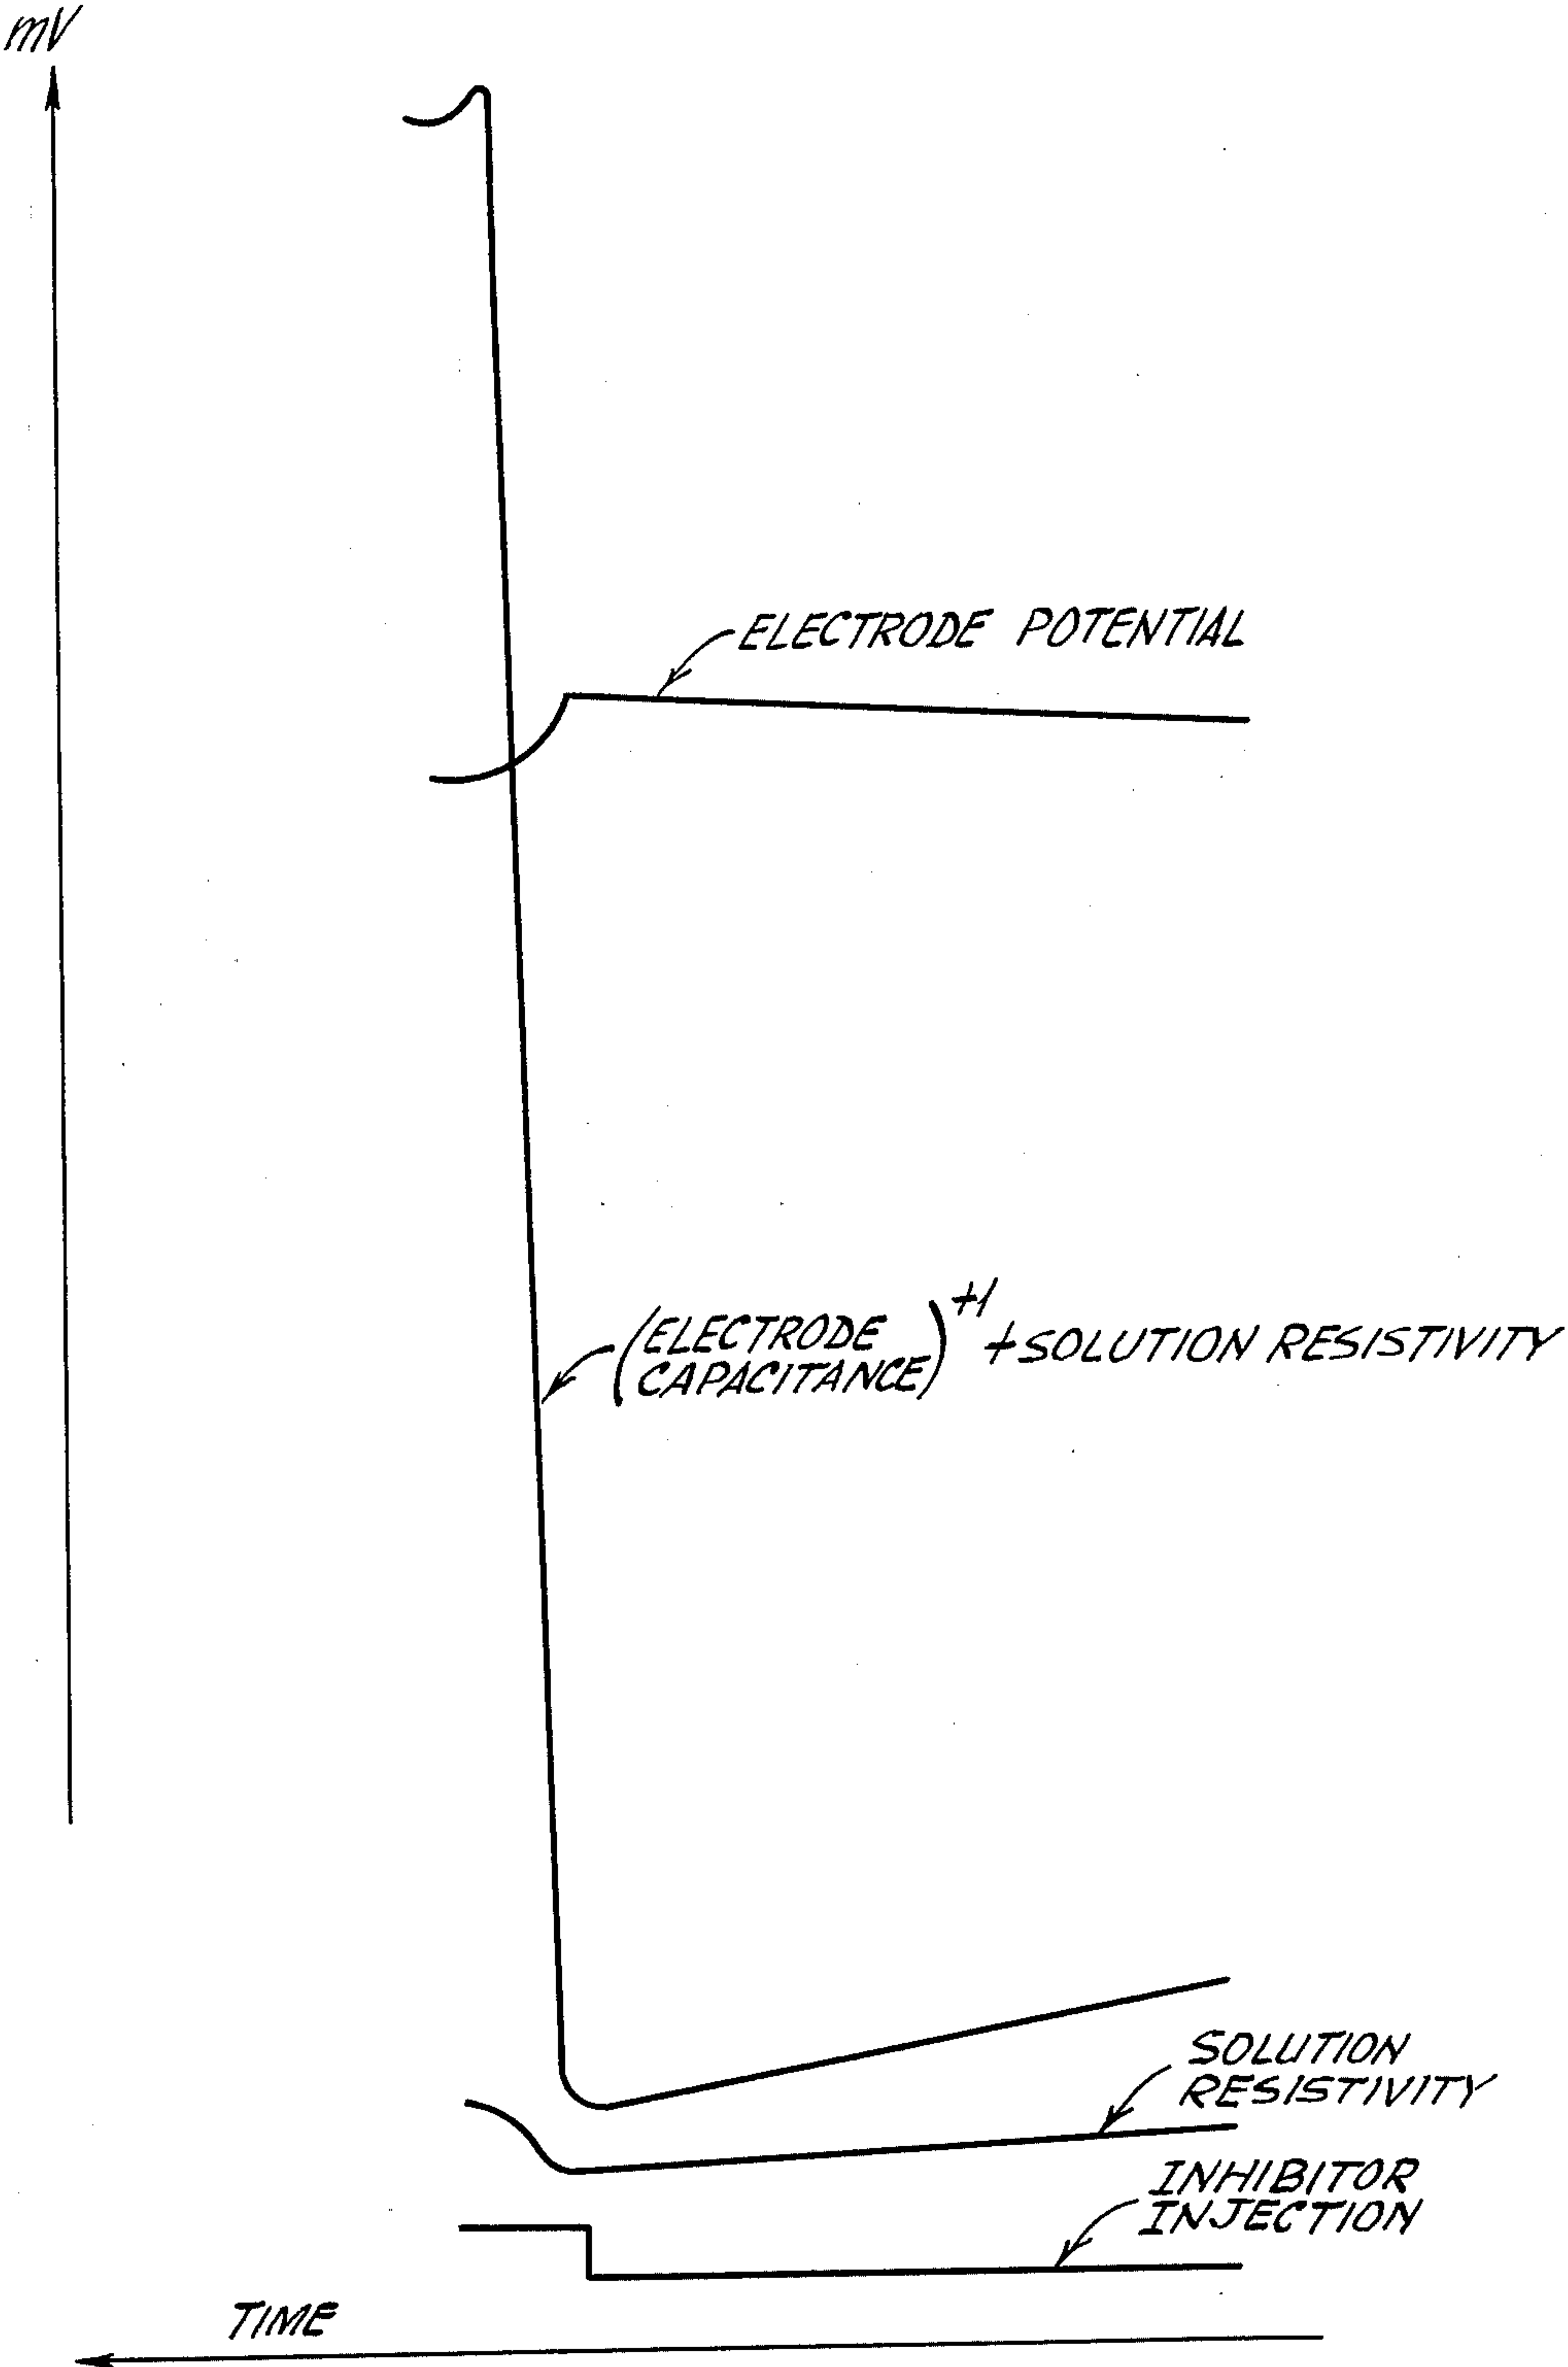 mV
ELECTRODE POTENTIAL
(ELECTRODE
CAPACITANCE)+1 +SOLUTION RESISTIVITY
SOLUTION
RESISTIVITY
INHIBITOR
INJECTION
TIME